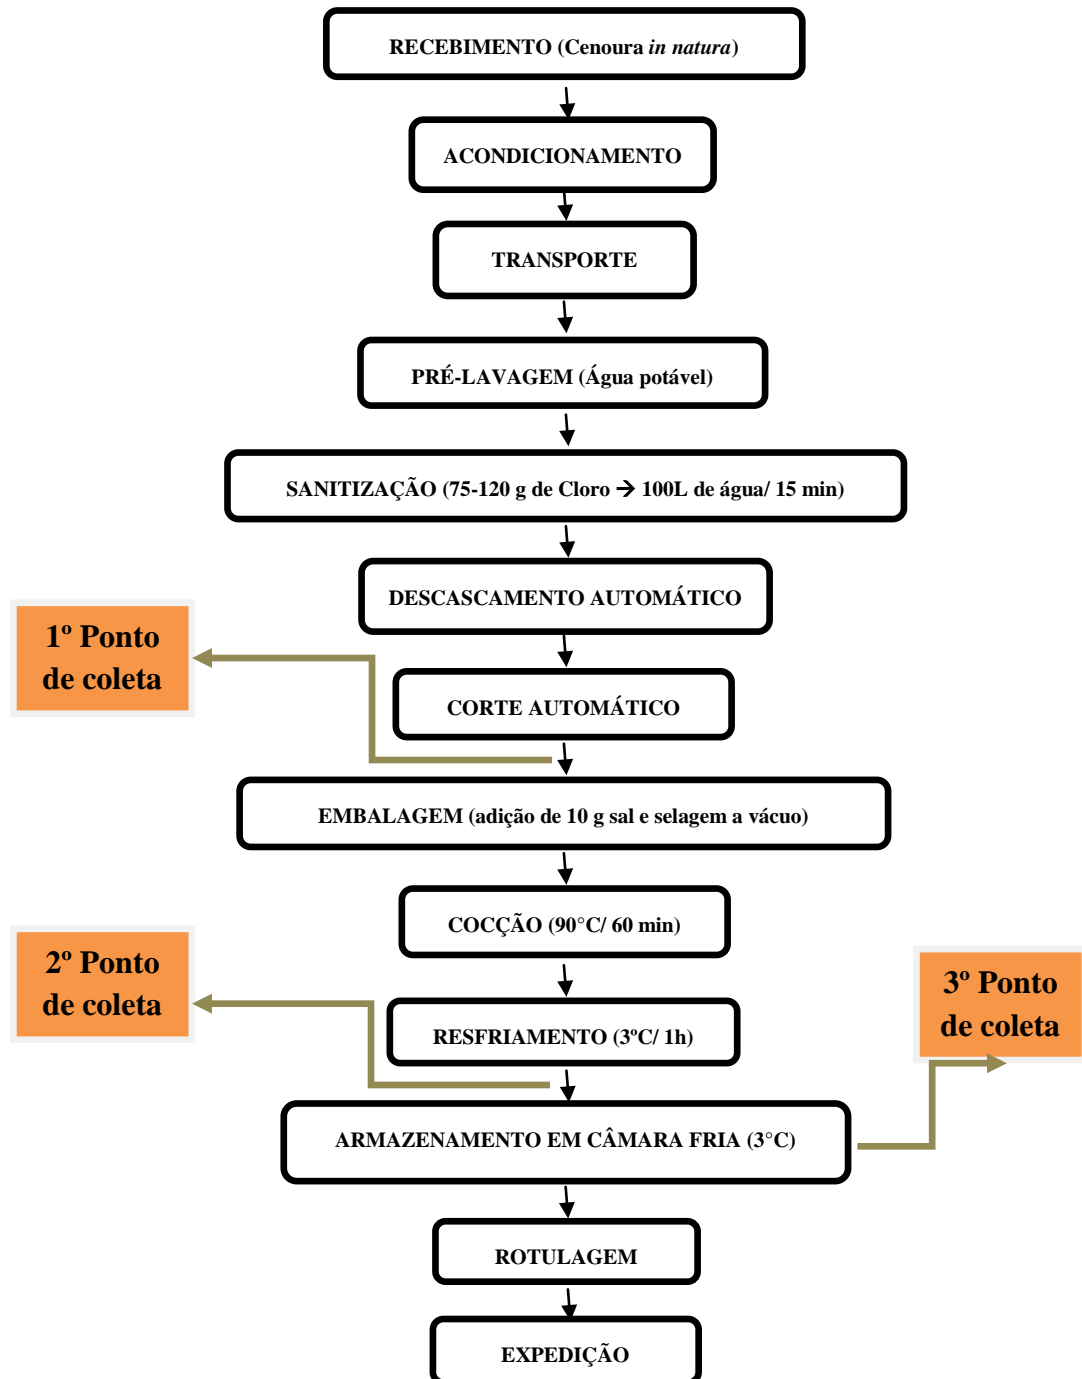 RECEBIMENTO (Cenoura in natura)
ACONDICIONAMENTO
TRANSPORTE
PRÉ-LAVAGEM (Água potável)
SANITIZAÇÃO (75-120 g de Cloro → 100L de água/ 15 min)
DESCASCAMENTO AUTOMÁTICO
1º Ponto
de coleta
CORTE AUTOMÁTICO
EMBALAGEM (adição de 10 g sal e selagem a vácuo)
COCÇÃO (90°C/ 60 min)
2º Ponto
de coleta
3º Ponto
de coleta
RESFRIAMENTO (3ºC/ 1h)
ARMAZENAMENTO EM CÂMARA FRIA (3°C)
ROTULAGEM
EXPEDIÇÃO